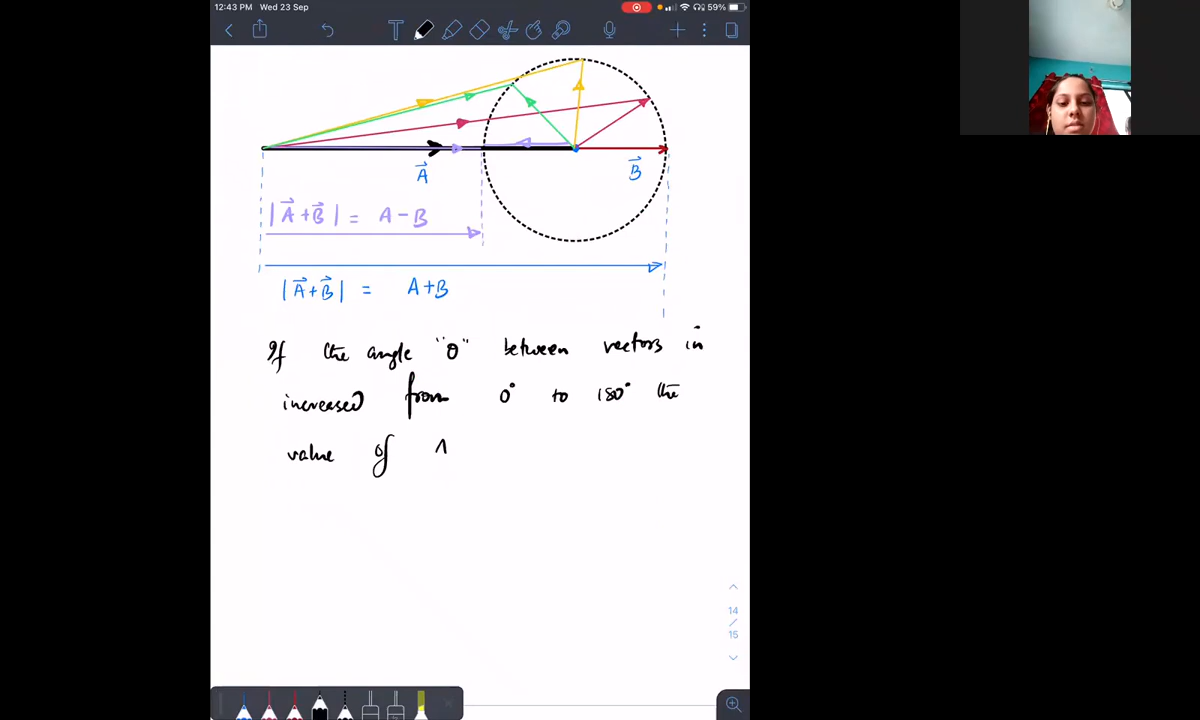 12:43 PM Wed 23 Sep
59%
T
A⃗
B⃗
|A⃗+B⃗| = A-B
|A⃗+B⃗| = A+B
If the angle "θ" between vectors in
increased from 0° to 180° the
value of
14
/
15